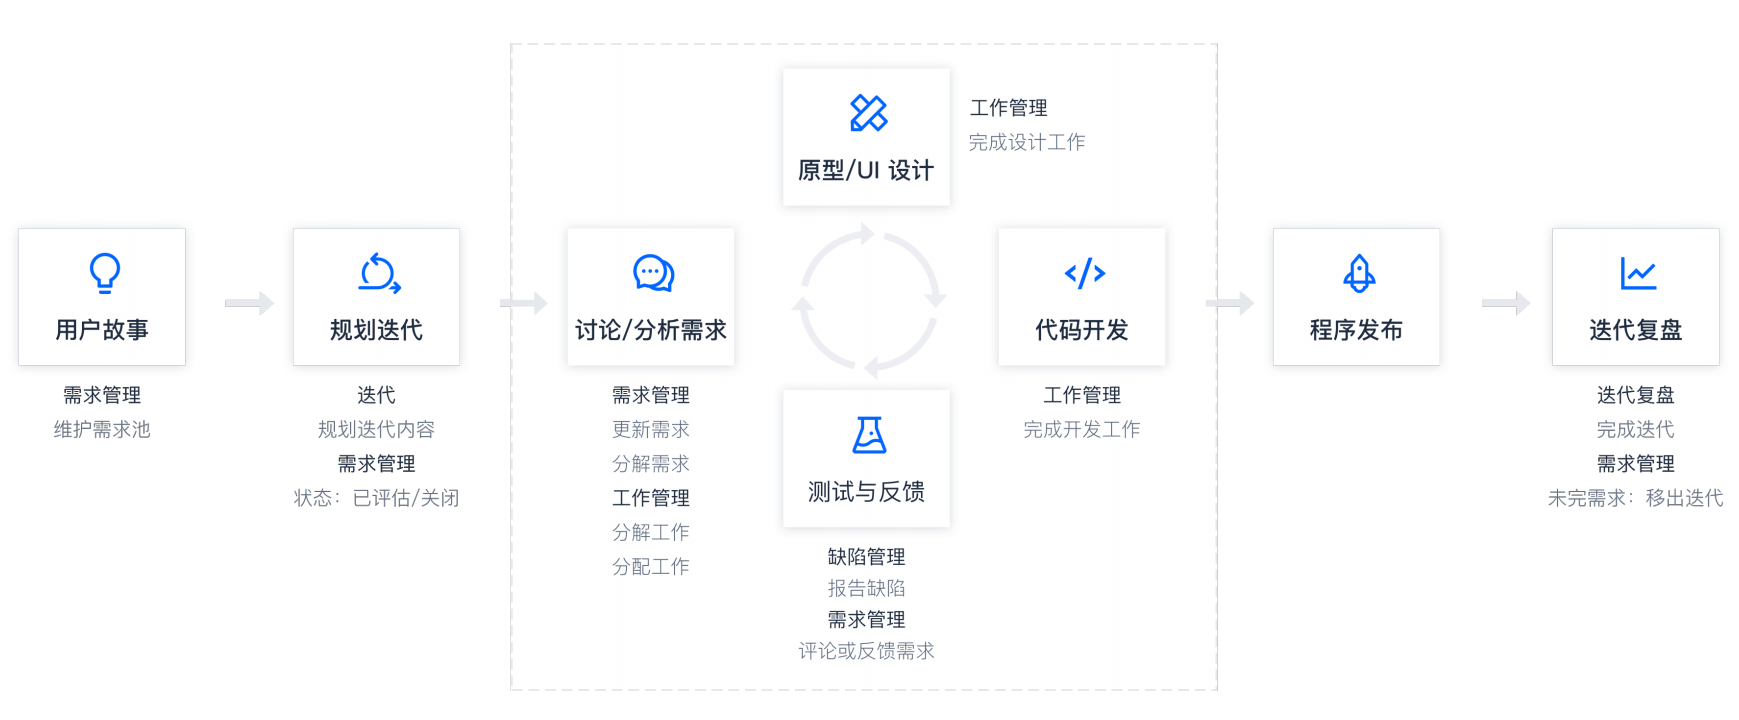 用户故事
需求管理
维护需求池
规划迭代
迭代
规划迭代内容
需求管理
状态：已评估/关闭
讨论/分析需求
需求管理
更新需求
分解需求
工作管理
分解工作
分配工作
原型/UI 设计
工作管理
完成设计工作
代码开发
工作管理
完成开发工作
测试与反馈
缺陷管理
报告缺陷
需求管理
评论或反馈需求
程序发布
迭代复盘
迭代复盘
完成迭代
需求管理
未完需求：移出迭代